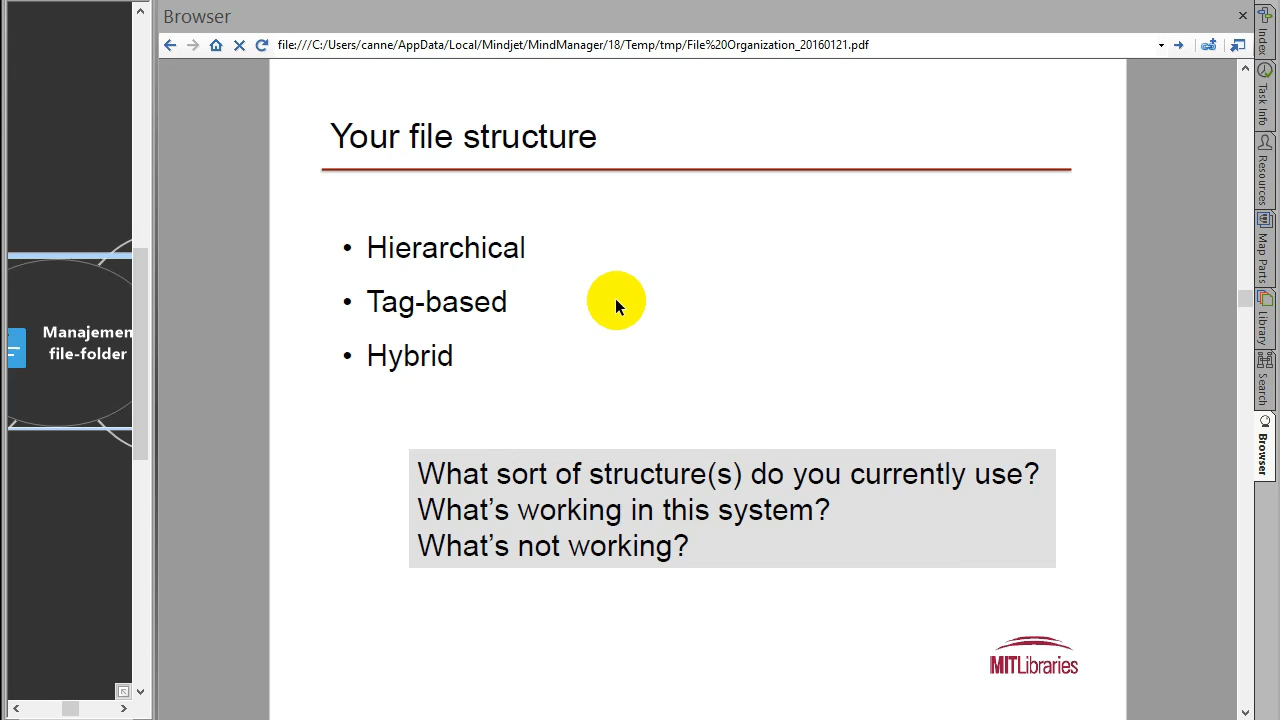 Browser
file:///C:/Users/canne/AppData/Local/Mindjet/MindManager/18/Temp/tmp/File%20Organization_20160121.pdf
Your file structure
• Hierarchical
• Tag-based
• Hybrid
What sort of structure(s) do you currently use?
What's working in this system?
What's not working?
MITLibraries
Manajemen
file-folder
Index
Task Info
Resources
Map Parts
Library
Search
Browser